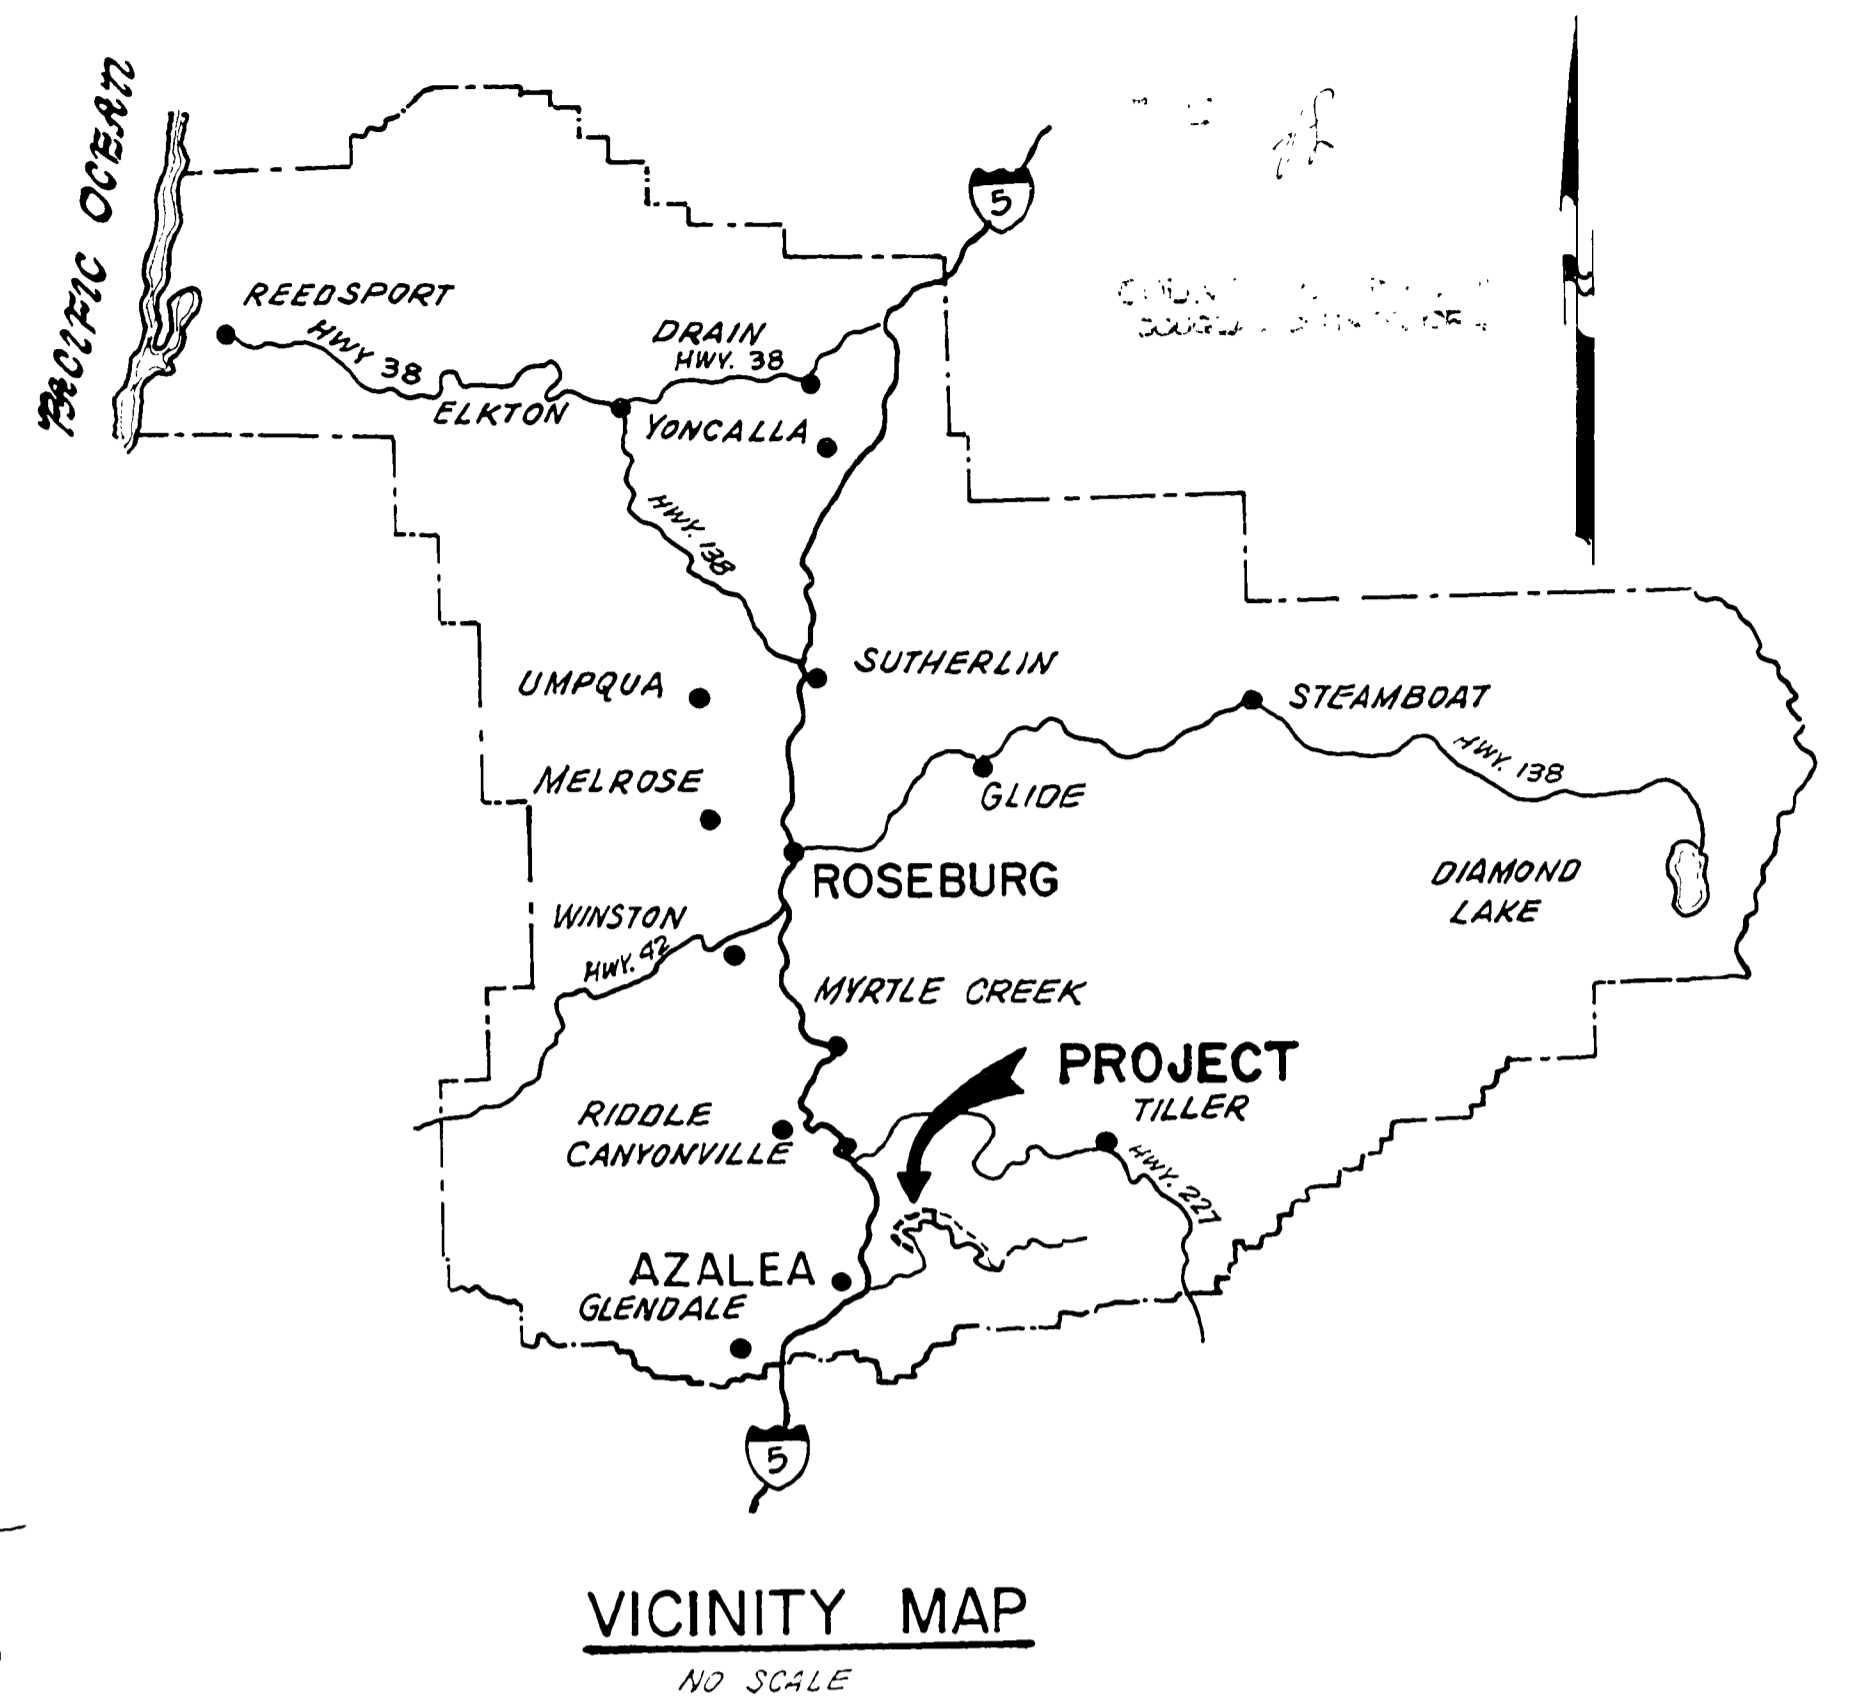 PACIFIC OCEAN
5
REEDSPORT
HWY 38
DRAIN
HWY. 38
ELKTON
YONCALLA
HWY. 138
SUTHERLIN
UMPQUA
STEAMBOAT
HWY. 138
MELROSE
GLIDE
ROSEBURG
DIAMOND
LAKE
WINSTON
HWY. 42
MYRTLE CREEK
PROJECT
TILLER
RIDDLE
CANYONVILLE
HWY. 227
AZALEA
GLENDALE
5
VICINITY MAP
NO SCALE